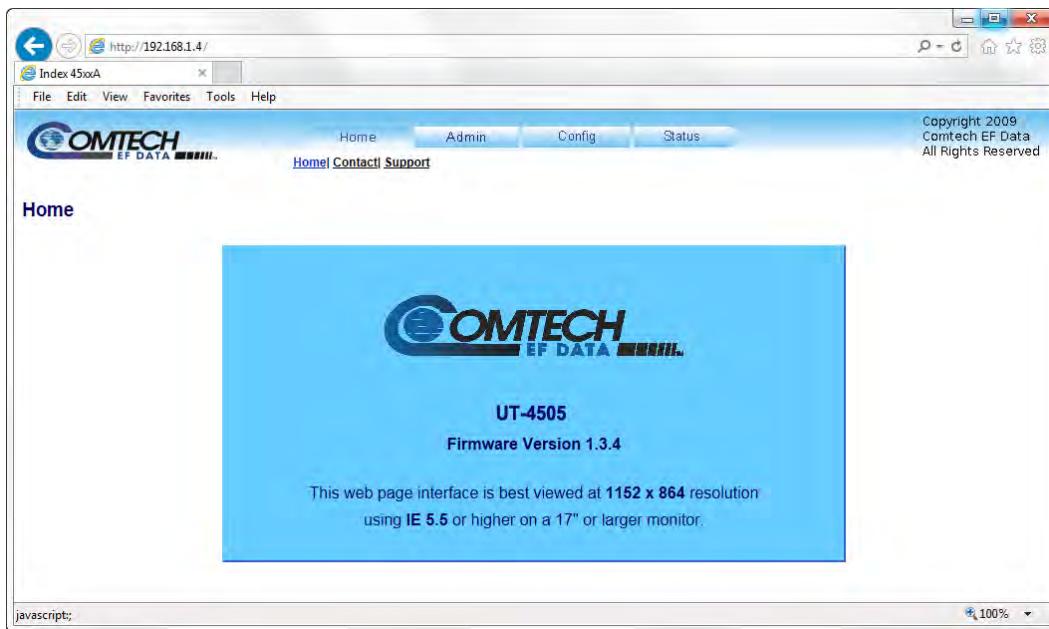 http://192.168.1.4/
Index 45xxA
File Edit View Favorites Tools Help
COMTECH
EF DATA
Home Admin Config Status
Copyright 2009
Comtech EF Data
All Rights Reserved
Home| Contact| Support
Home
COMTECH
EF DATA
UT-4505
Firmware Version 1.3.4
This web page interface is best viewed at 1152 x 864 resolution
using IE 5.5 or higher on a 17" or larger monitor.
javascript:;
100%